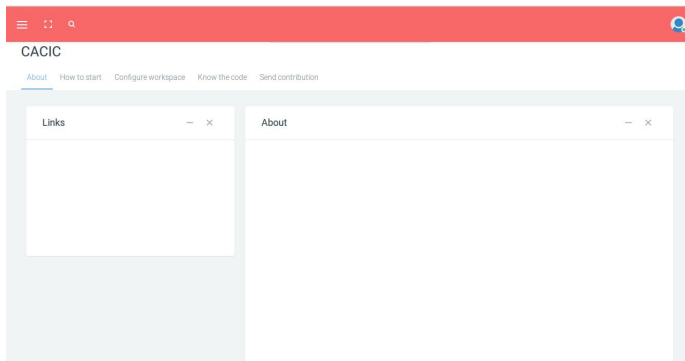 CACIC
About How to start Configure workspace Know the code Send contribution
Links
About